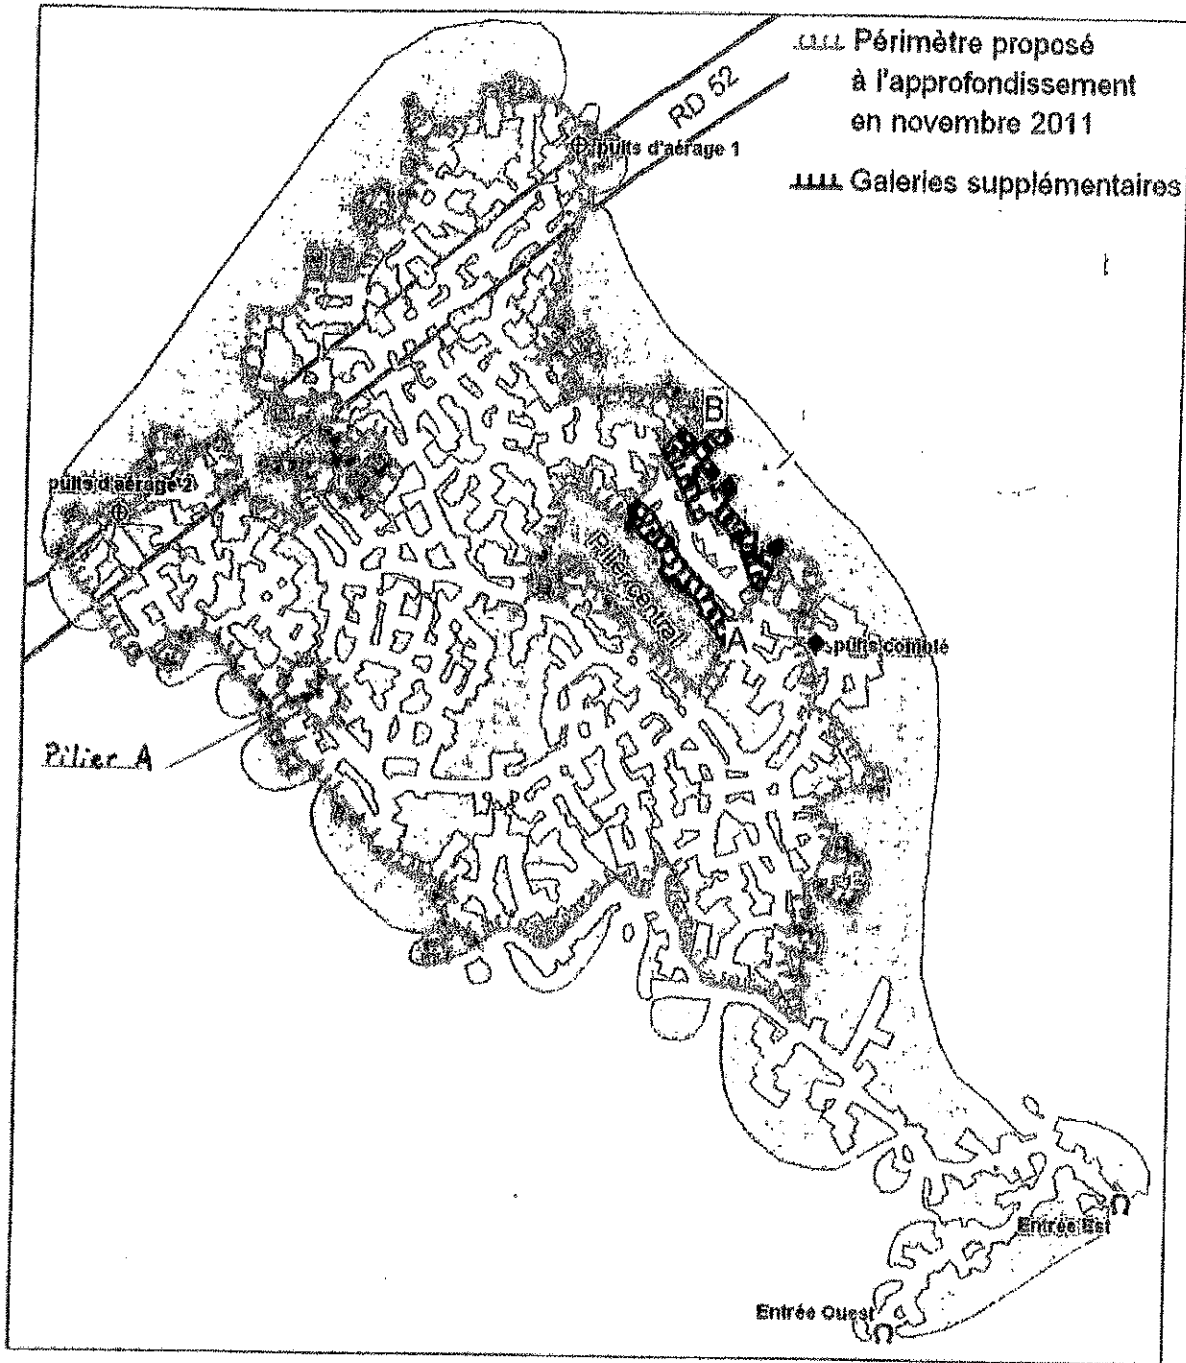 Périmètre proposé
à l'approfondissement
en novembre 2011
Galeries supplémentaires
RD 52
puits d'aérage 1
B
puits d'aérage 2
Pilier central
A
puits comblé
Pilier A
Entrée Est
Entrée Ouest